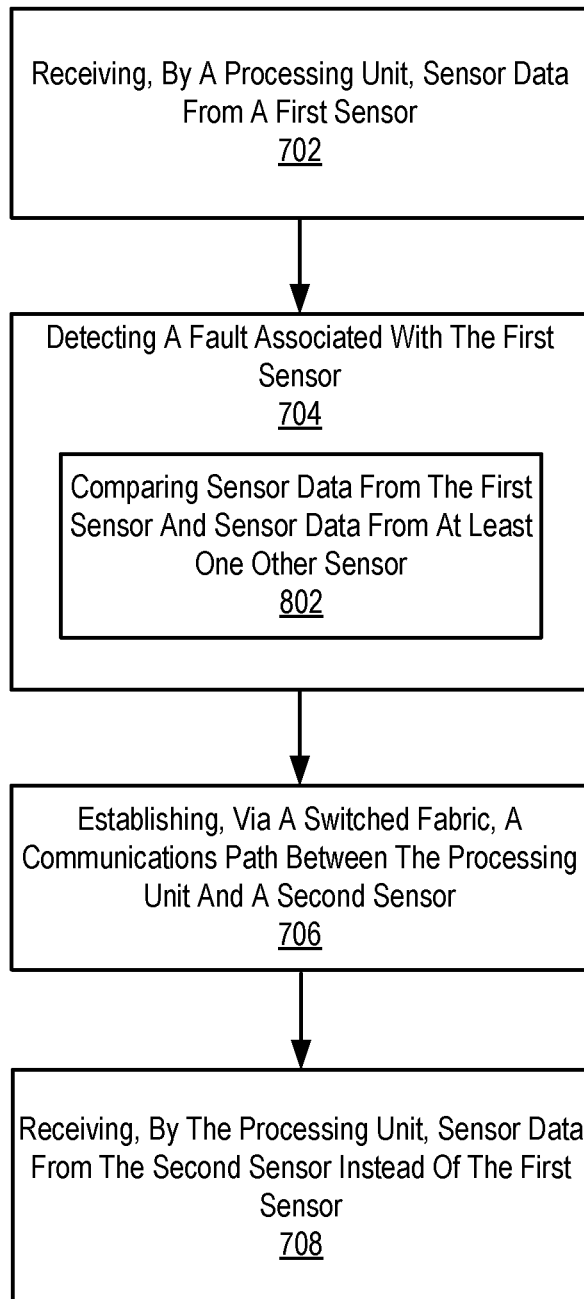 Receiving, By A Processing Unit, Sensor Data
From A First Sensor
702
Detecting A Fault Associated With The First
Sensor
704
Comparing Sensor Data From The First
Sensor And Sensor Data From At Least
One Other Sensor
802
Establishing, Via A Switched Fabric, A
Communications Path Between The Processing
Unit And A Second Sensor
706
Receiving, By The Processing Unit, Sensor Data
From The Second Sensor Instead Of The First
Sensor
708